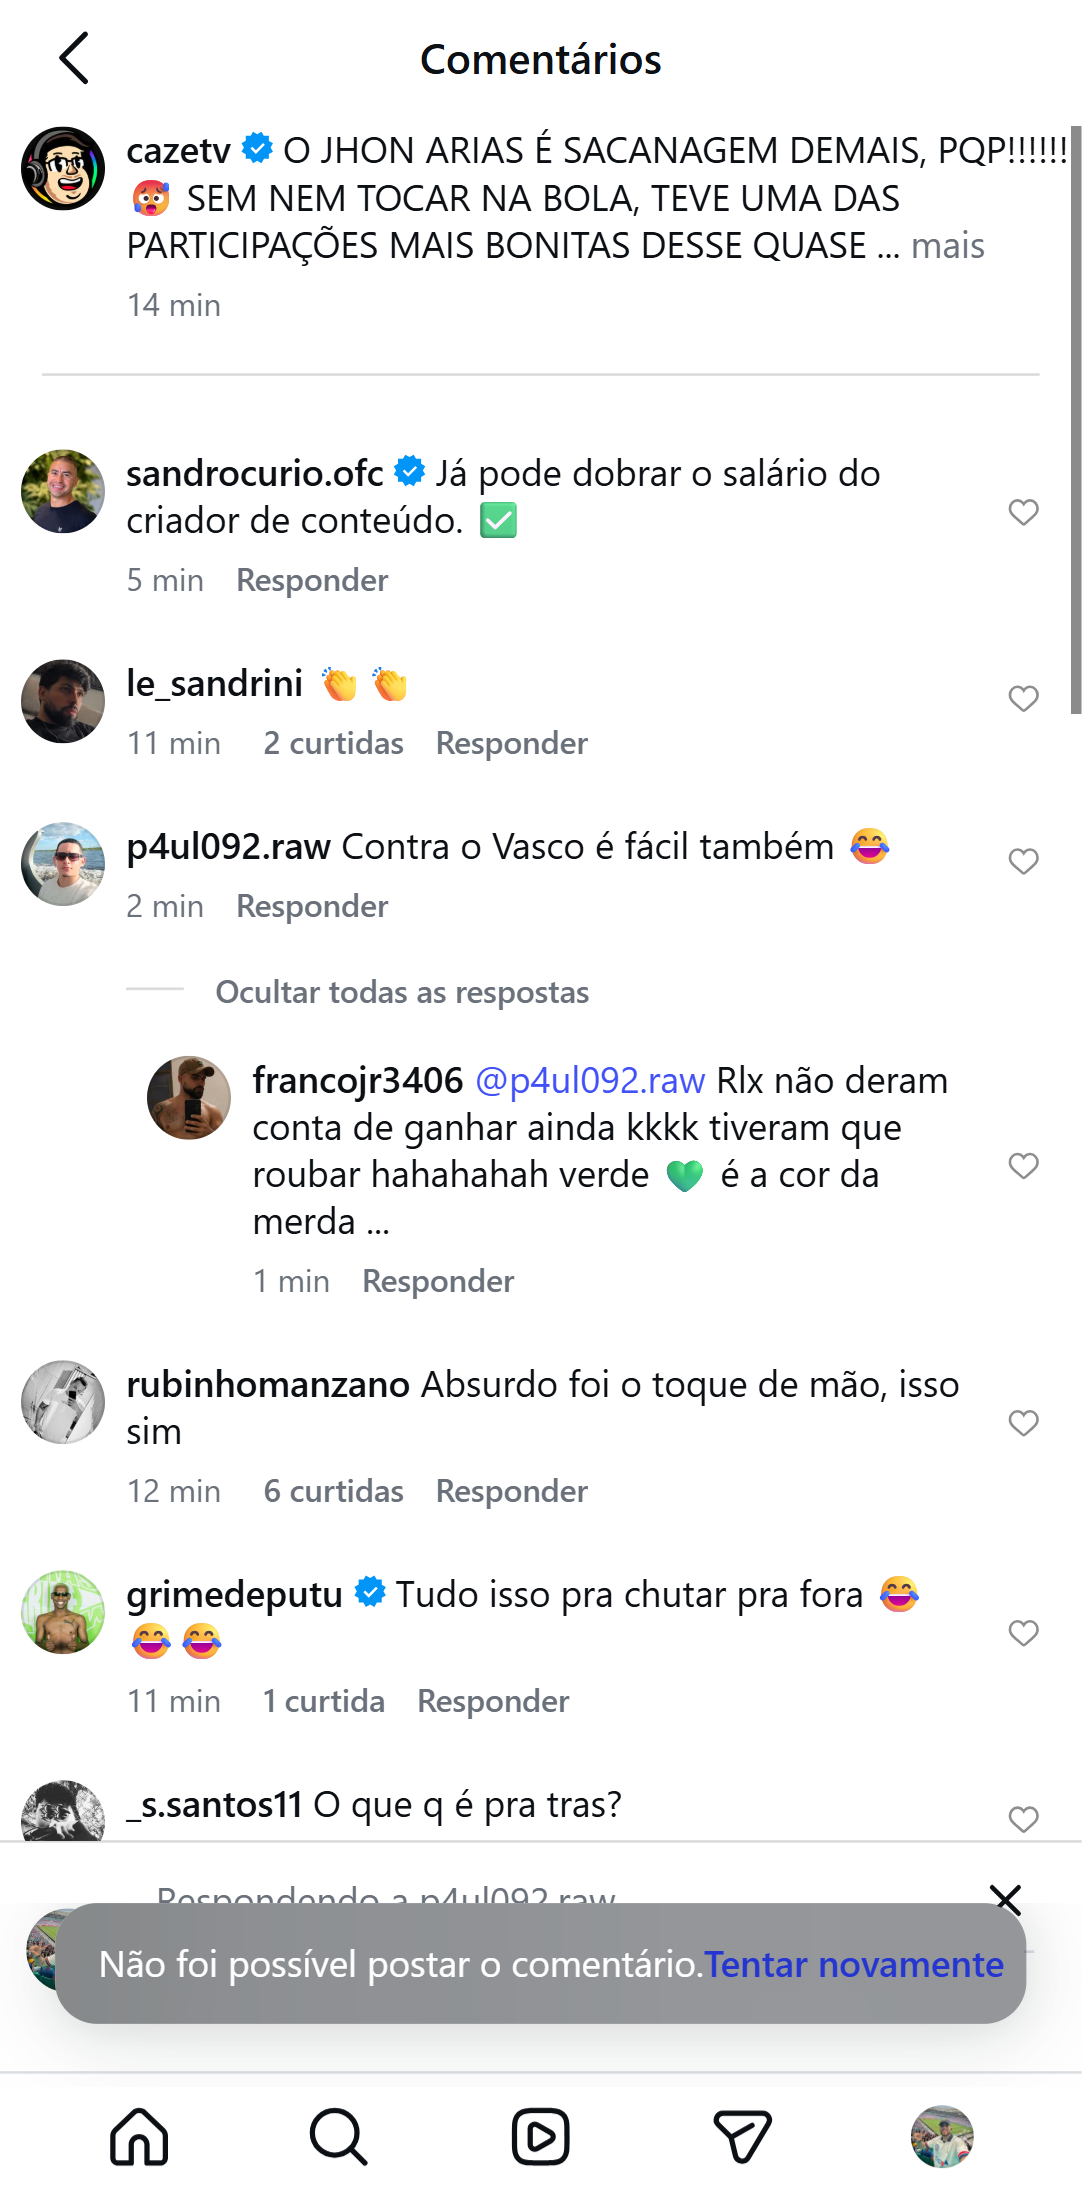 Comentários
cazetv O JHON ARIAS É SACANAGEM DEMAIS, PQP!!!!!!
🥵 SEM NEM TOCAR NA BOLA, TEVE UMA DAS
PARTICIPAÇÕES MAIS BONITAS DESSE QUASE ... mais
14 min
sandrocurio.ofc Já pode dobrar o salário do
criador de conteúdo. ✅
5 min Responder
le_sandrini 👏 👏
11 min 2 curtidas Responder
p4ul092.raw Contra o Vasco é fácil também 😂
2 min Responder
Ocultar todas as respostas
francojr3406 @p4ul092.raw Rlx não deram
conta de ganhar ainda kkkk tiveram que
roubar hahahahah verde 💚 é a cor da
merda ...
1 min Responder
rubinhomanzano Absurdo foi o toque de mão, isso
sim
12 min 6 curtidas Responder
grimedeputu Tudo isso pra chutar pra fora 😂
😂 😂
11 min 1 curtida Responder
_s.santos11 O que q é pra tras?
Respondendo a p4ul092.raw
Não foi possível postar o comentário.Tentar novamente